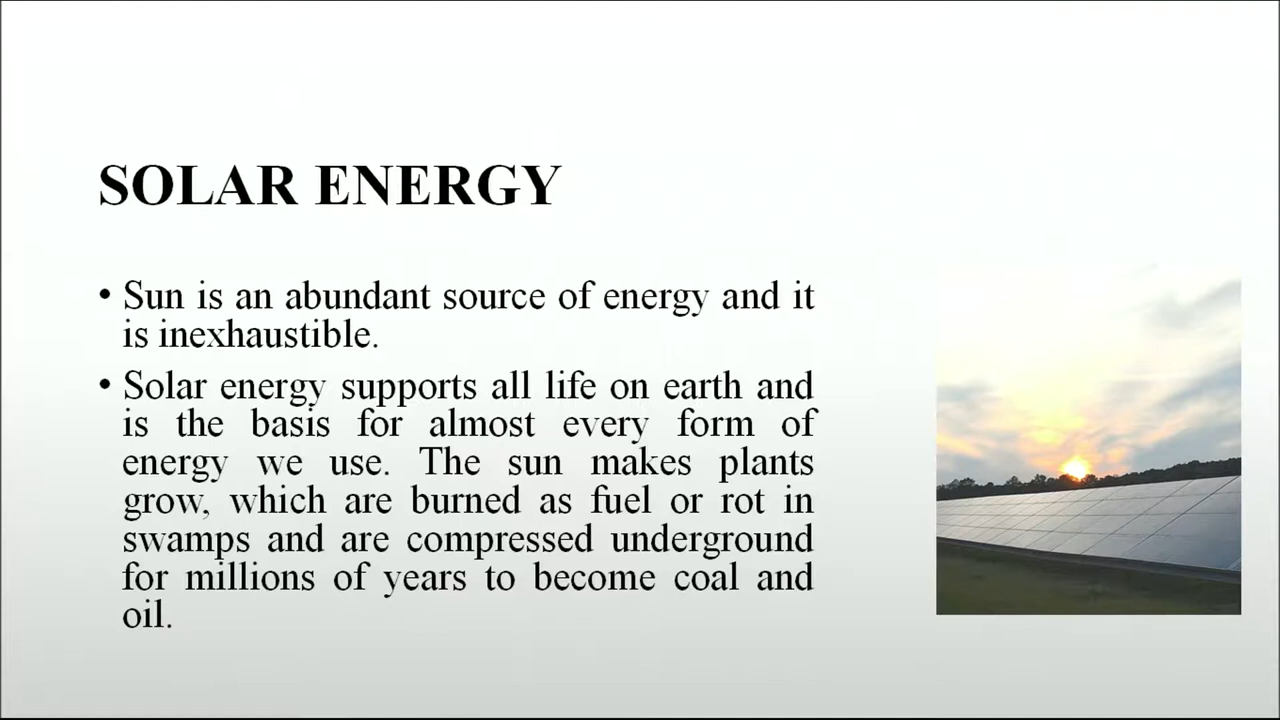 SOLAR ENERGY
• Sun is an abundant source of energy and it
is inexhaustible.
• Solar energy supports all life on earth and
is the basis for almost every form of
energy we use. The sun makes plants
grow, which are burned as fuel or rot in
swamps and are compressed underground
for millions of years to become coal and
oil.